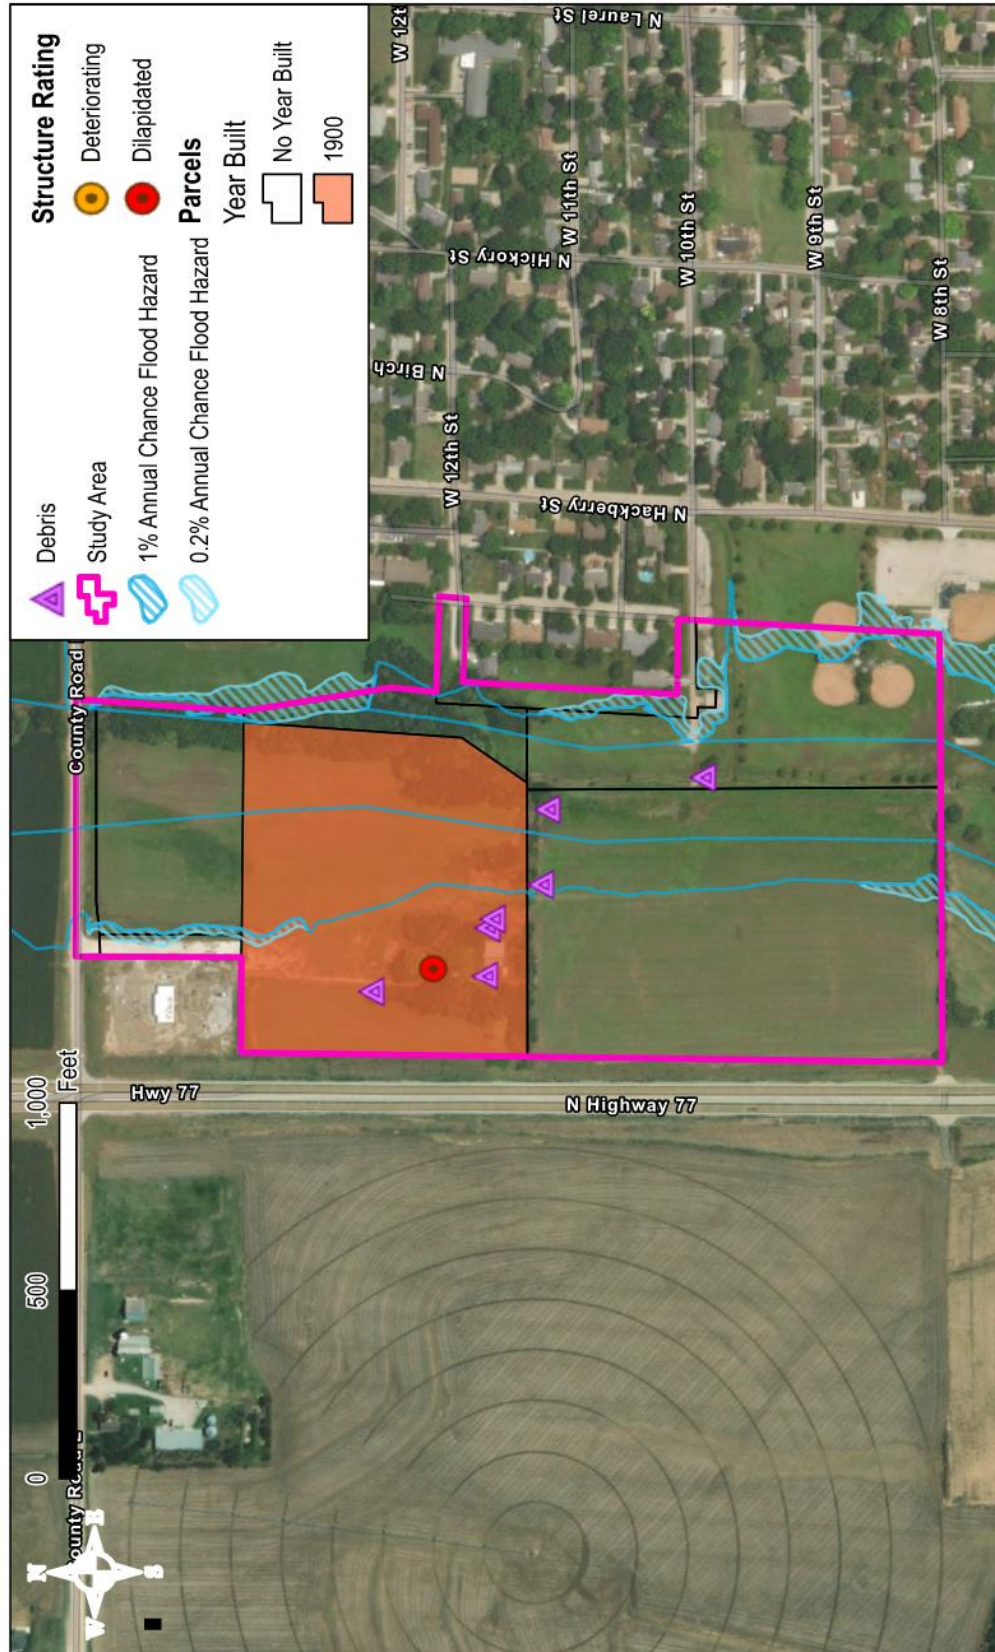 Debris
Study Area
1% Annual Chance Flood Hazard
0.2% Annual Chance Flood Hazard
Structure Rating
Deteriorating
Dilapidated
Parcels
Year Built
No Year Built
1900
0 500 1,000
Feet
N
W E
S
County Road
Hwy 77
N Highway 77
W 12th St
N Birch
N Hackberry St
N Hickory St
W 11th St
W 10th St
W 9th St
W 8th St
N Laurel St
W 12t
ounty Road